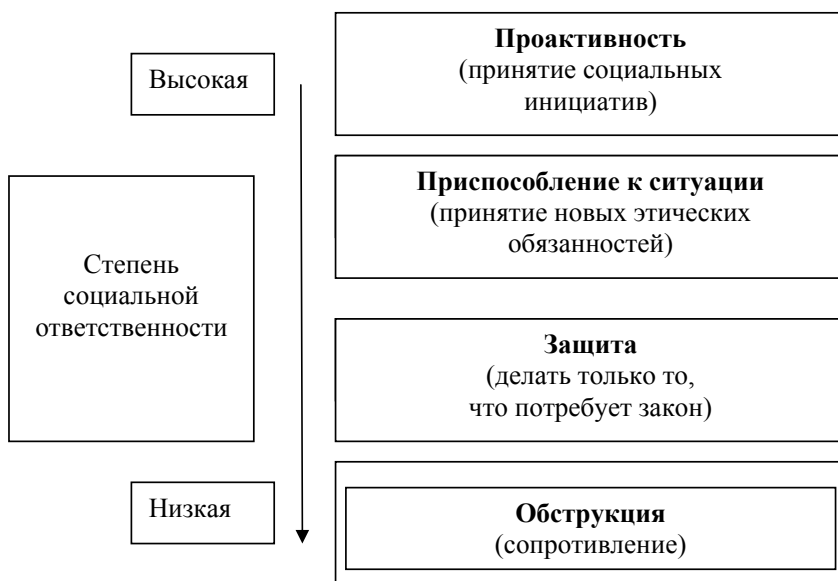 Высокая
Степень
социальной
ответственности
Низкая
Проактивность
(принятие социальных
инициатив)
Приспособление к ситуации
(принятие новых этических
обязанностей)
Защита
(делать только то,
что потребует закон)
Обструкция
(сопротивление)